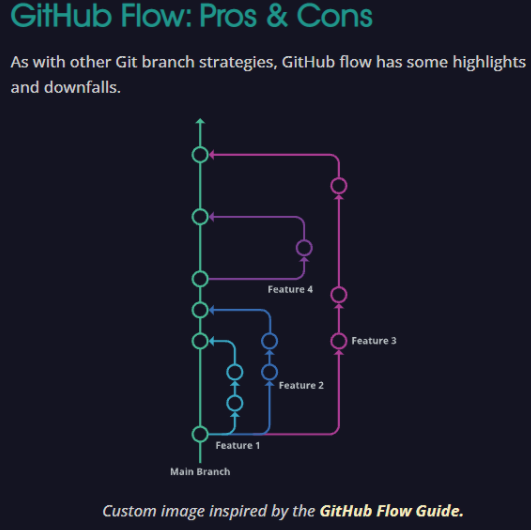 GitHub Flow: Pros & Cons
As with other Git branch strategies, GitHub flow has some highlights
and downfalls.
Feature 4
Feature 3
Feature 2
Feature 1
Main Branch
Custom image inspired by the GitHub Flow Guide.